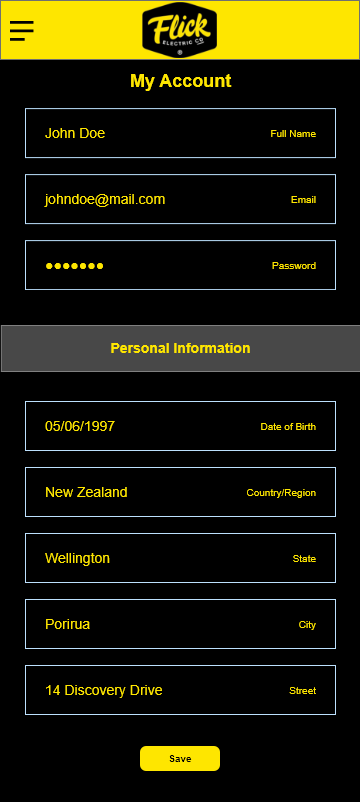 Flick
ELECTRIC CO
®
My Account
John Doe Full Name
johndoe@mail.com Email
●●●●●●● Password
Personal Information
05/06/1997 Date of Birth
New Zealand Country/Region
Wellington State
Porirua City
14 Discovery Drive Street
Save